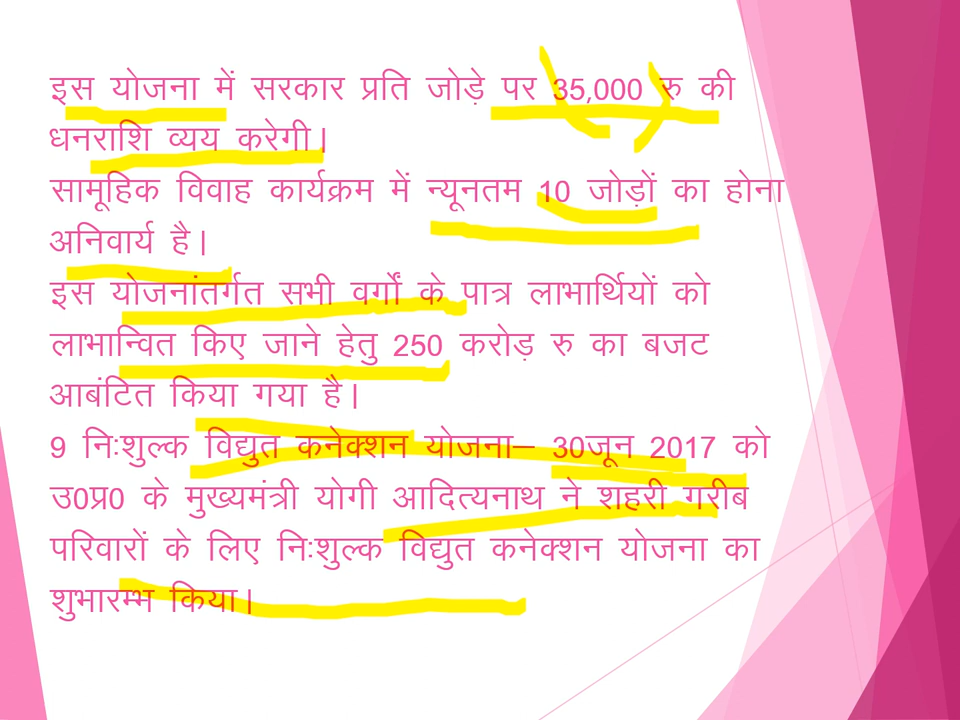 इस योजना में सरकार प्रति जोड़े पर 35,000 रु की
धनराशि व्यय करेगी।
सामूहिक विवाह कार्यक्रम में न्यूनतम 10 जोड़ों का होना
अनिवार्य है।
इस योजनांतर्गत सभी वर्गों के पात्र लाभार्थियों को
लाभान्वित किए जाने हेतु 250 करोड़ रु का बजट
आबंटित किया गया है।
9 निःशुल्क विद्युत कनेक्शन योजना– 30जून 2017 को
उ0प्र0 के मुख्यमंत्री योगी आदित्यनाथ ने शहरी गरीब
परिवारों के लिए निःशुल्क विद्युत कनेक्शन योजना का
शुभारम्भ किया।